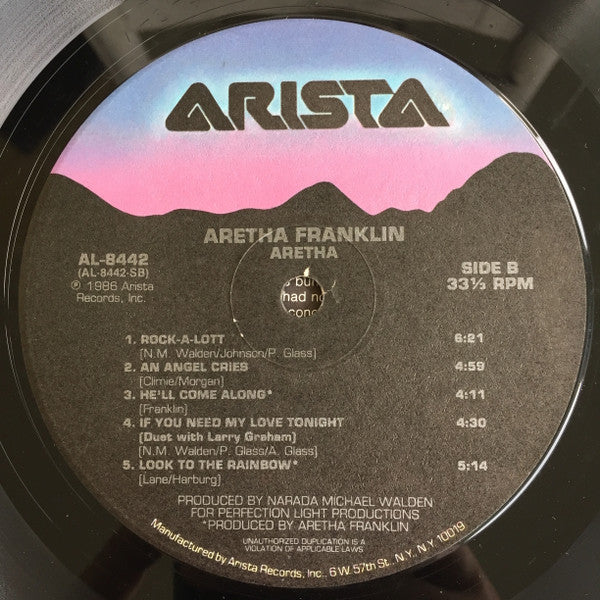 ARISTA
ARETHA FRANKLIN
ARETHA
AL-8442
(AL-8442-SB)
℗ 1986 Arista
Records, Inc.
SIDE B
33⅓ RPM
had no
1. ROCK-A-LOTT 6:21
[N.M. Walden/Johnson/P. Glass]
2. AN ANGEL CRIES 4:59
[Climie/Morgan]
3. HE'LL COME ALONG* 4:11
[Franklin]
4. IF YOU NEED MY LOVE TONIGHT 4:30
(Duet with Larry Graham)
[N.M. Walden/P. Glass/A. Glass]
5. LOOK TO THE RAINBOW* 5:14
[Lane/Harburg]
PRODUCED BY NARADA MICHAEL WALDEN
FOR PERFECTION LIGHT PRODUCTIONS
*PRODUCED BY ARETHA FRANKLIN
UNAUTHORIZED DUPLICATION IS A
VIOLATION OF APPLICABLE LAWS
Manufactured by Arista Records, Inc., 6 W. 57th St., N.Y., N.Y. 10019